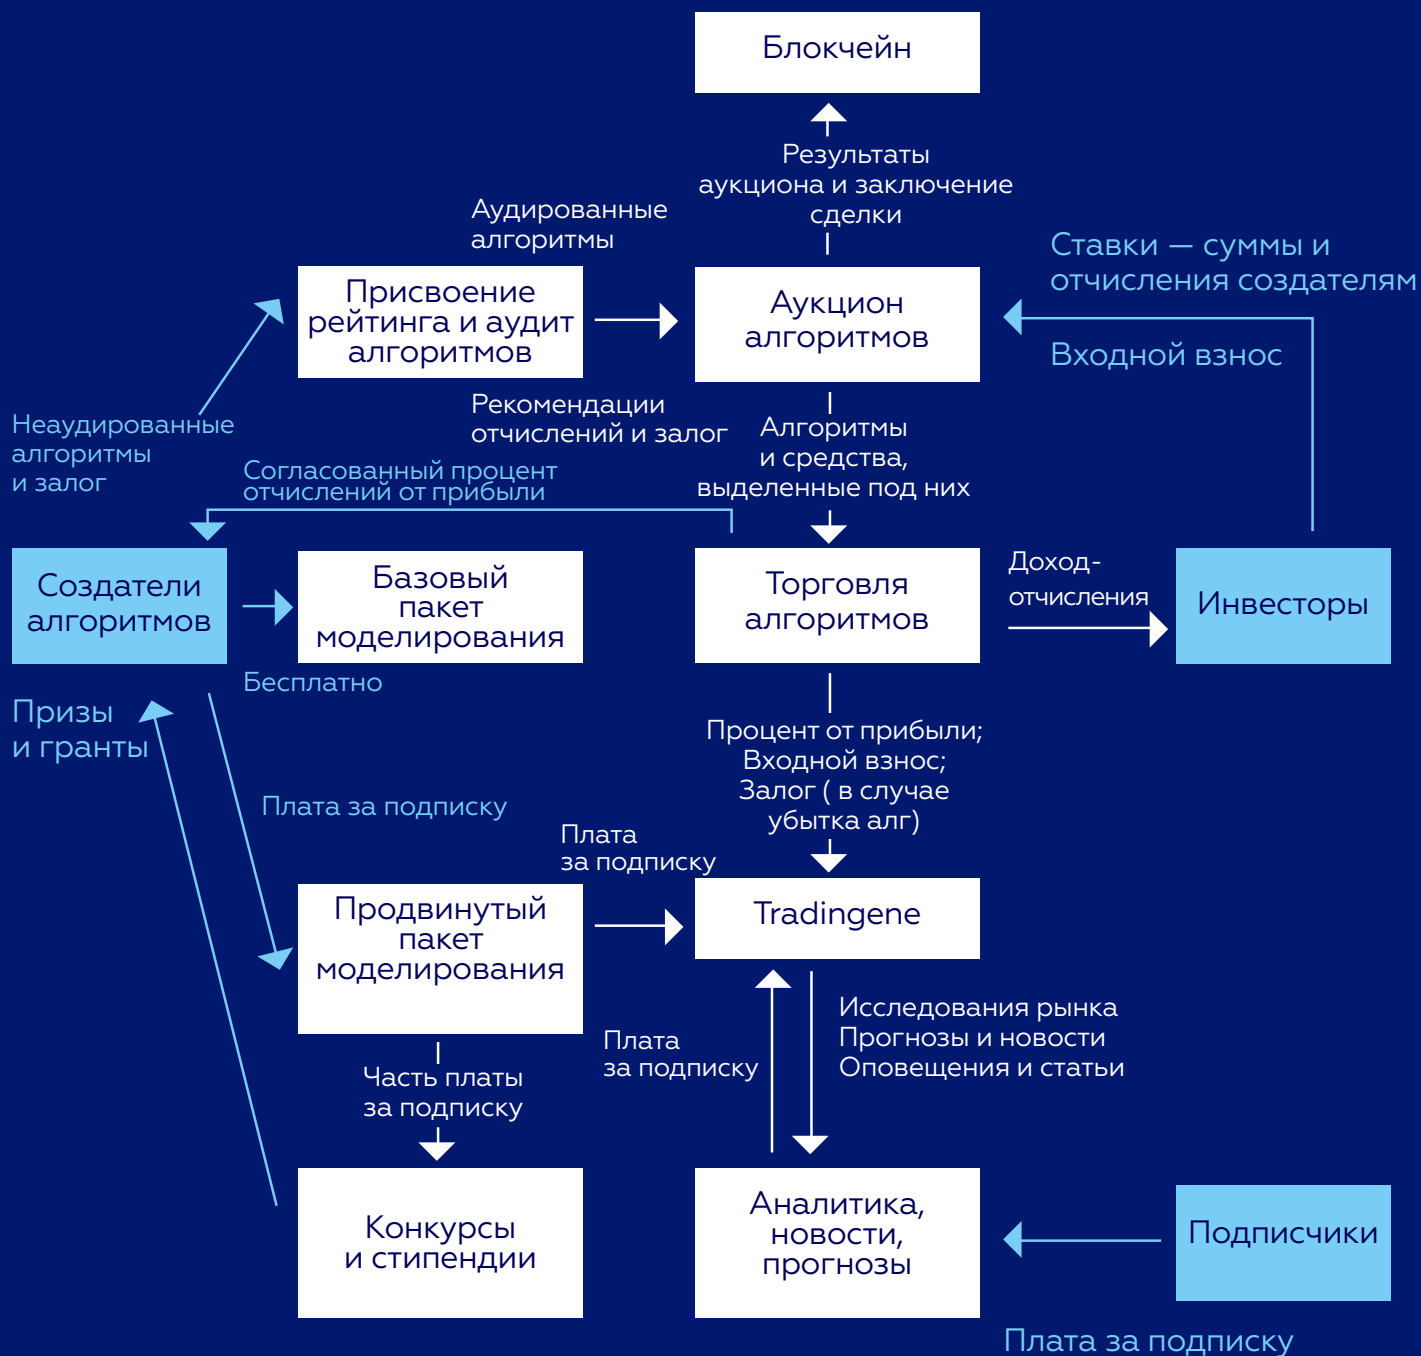 Блокчейн
Результаты
аукциона и заключение
сделки
Аудированные
алгоритмы
Ставки — суммы и
отчисления создателям
Присвоение
рейтинга и аудит
алгоритмов
Аукцион
алгоритмов
Входной взнос
Рекомендации
отчислений и залог
Неаудированные
алгоритмы
и залог
Алгоритмы
и средства,
выделенные под них
Согласованный процент
отчислений от прибыли
Создатели
алгоритмов
Базовый
пакет
моделирования
Торговля
алгоритмов
Доход-
отчисления
Инвесторы
Бесплатно
Призы
и гранты
Процент от прибыли;
Входной взнос;
Залог ( в случае
убытка алг)
Плата за подписку
Плата
за подписку
Продвинутый
пакет
моделирования
Tradingene
Исследования рынка
Прогнозы и новости
Оповещения и статьи
Плата
за подписку
Часть платы
за подписку
Конкурсы
и стипендии
Аналитика,
новости,
прогнозы
Подписчики
Плата за подписку